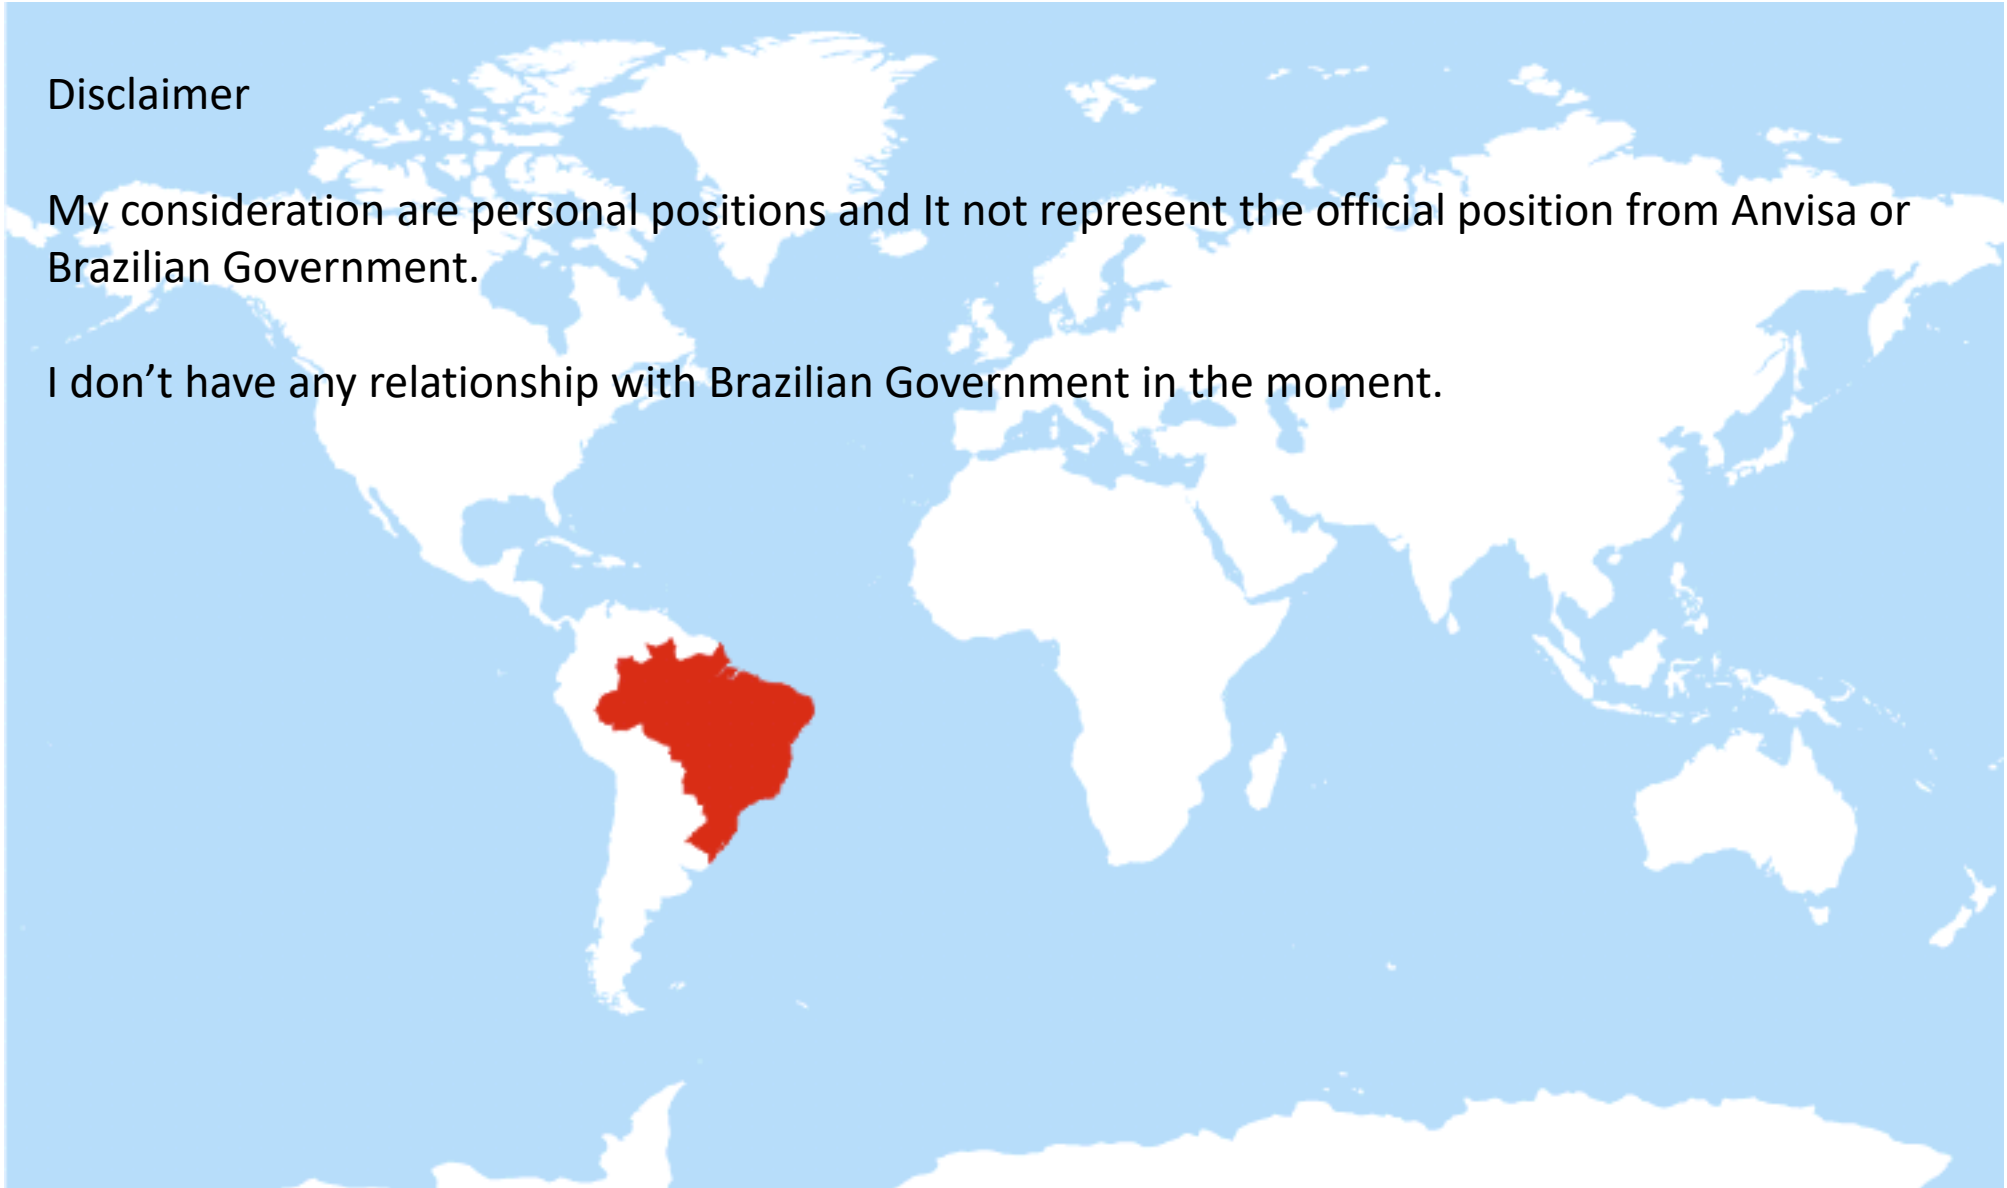 Disclaimer
My consideration are personal positions and It not represent the official position from Anvisa or
Brazilian Government.
I don’t have any relationship with Brazilian Government in the moment.